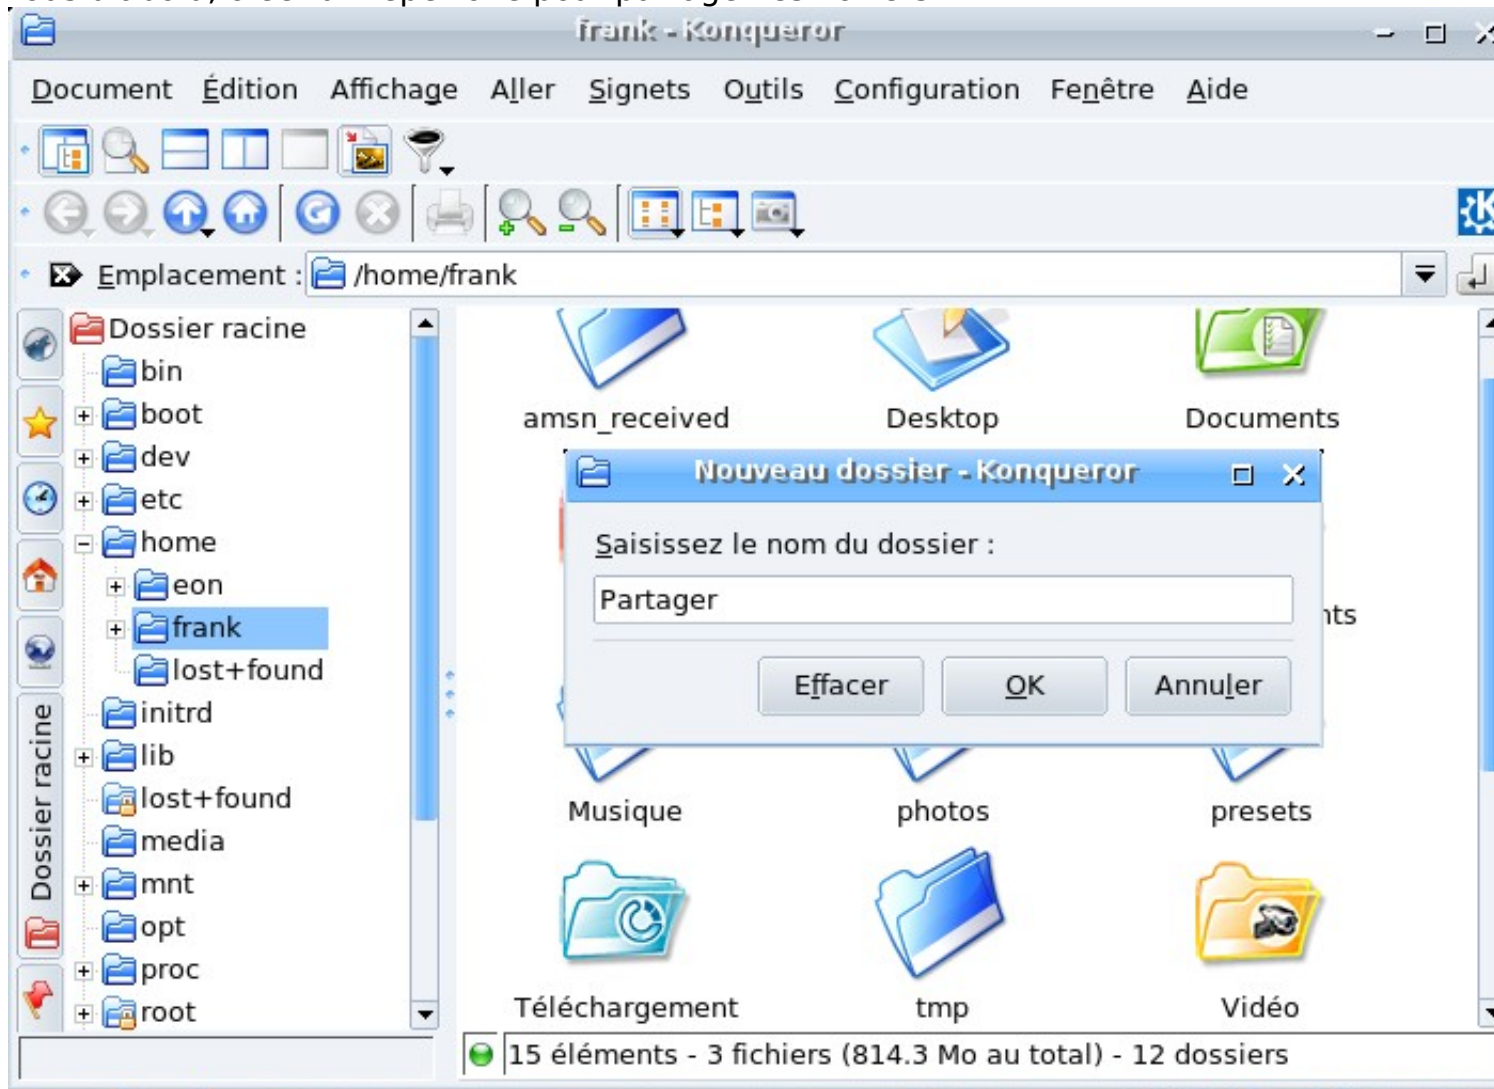 frank - Konqueror
Document Édition Affichage Aller Signets Outils Configuration Fenêtre Aide
Emplacement : /home/frank
Dossier racine
bin
boot
dev
etc
home
eon
frank
lost+found
initrd
lib
lost+found
media
mnt
opt
proc
root
Dossier racine
amsn_received Desktop Documents
Nouveau dossier - Konqueror
Saisissez le nom du dossier :
Partager
Effacer OK Annuler
nts
Musique photos presets
Téléchargement tmp Vidéo
15 éléments - 3 fichiers (814.3 Mo au total) - 12 dossiers